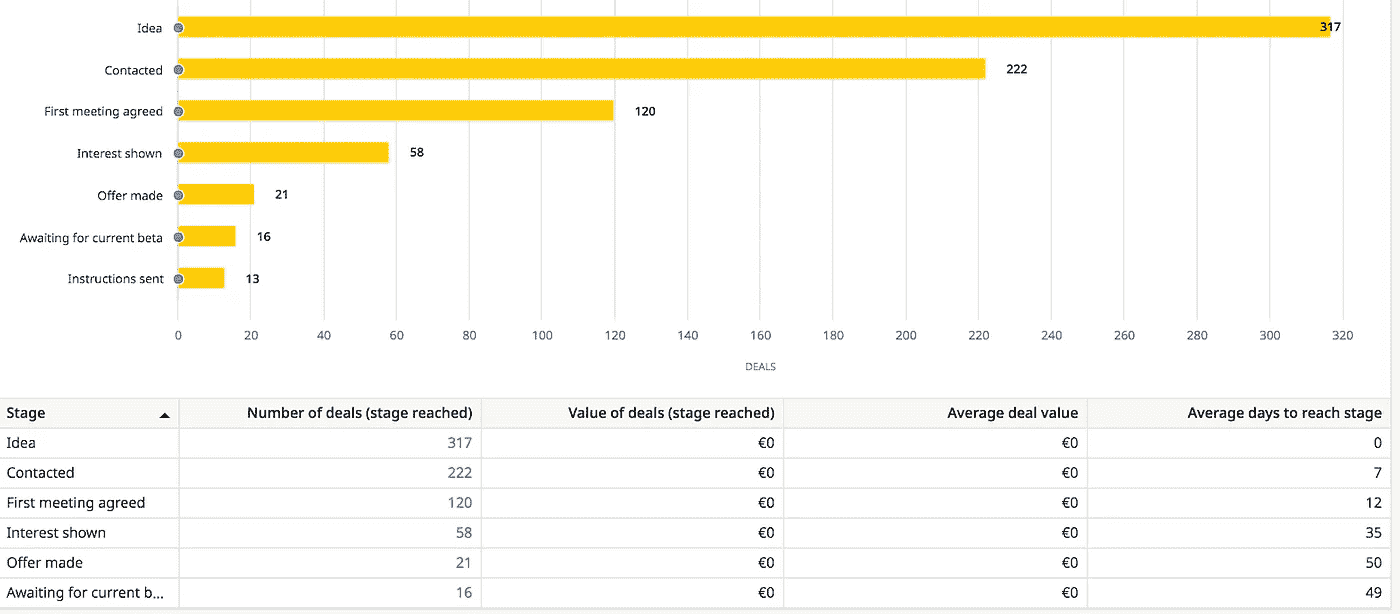 Idea 317
Contacted 222
First meeting agreed 120
Interest shown 58
Offer made 21
Awaiting for current beta 16
Instructions sent 13
0 20 40 60 80 100 120 140 160 180 200 220 240 260 280 300 320
DEALS
Stage Number of deals (stage reached) Value of deals (stage reached) Average deal value Average days to reach stage
Idea 317 €0 €0 0
Contacted 222 €0 €0 7
First meeting agreed 120 €0 €0 12
Interest shown 58 €0 €0 35
Offer made 21 €0 €0 50
Awaiting for current b... 16 €0 €0 49